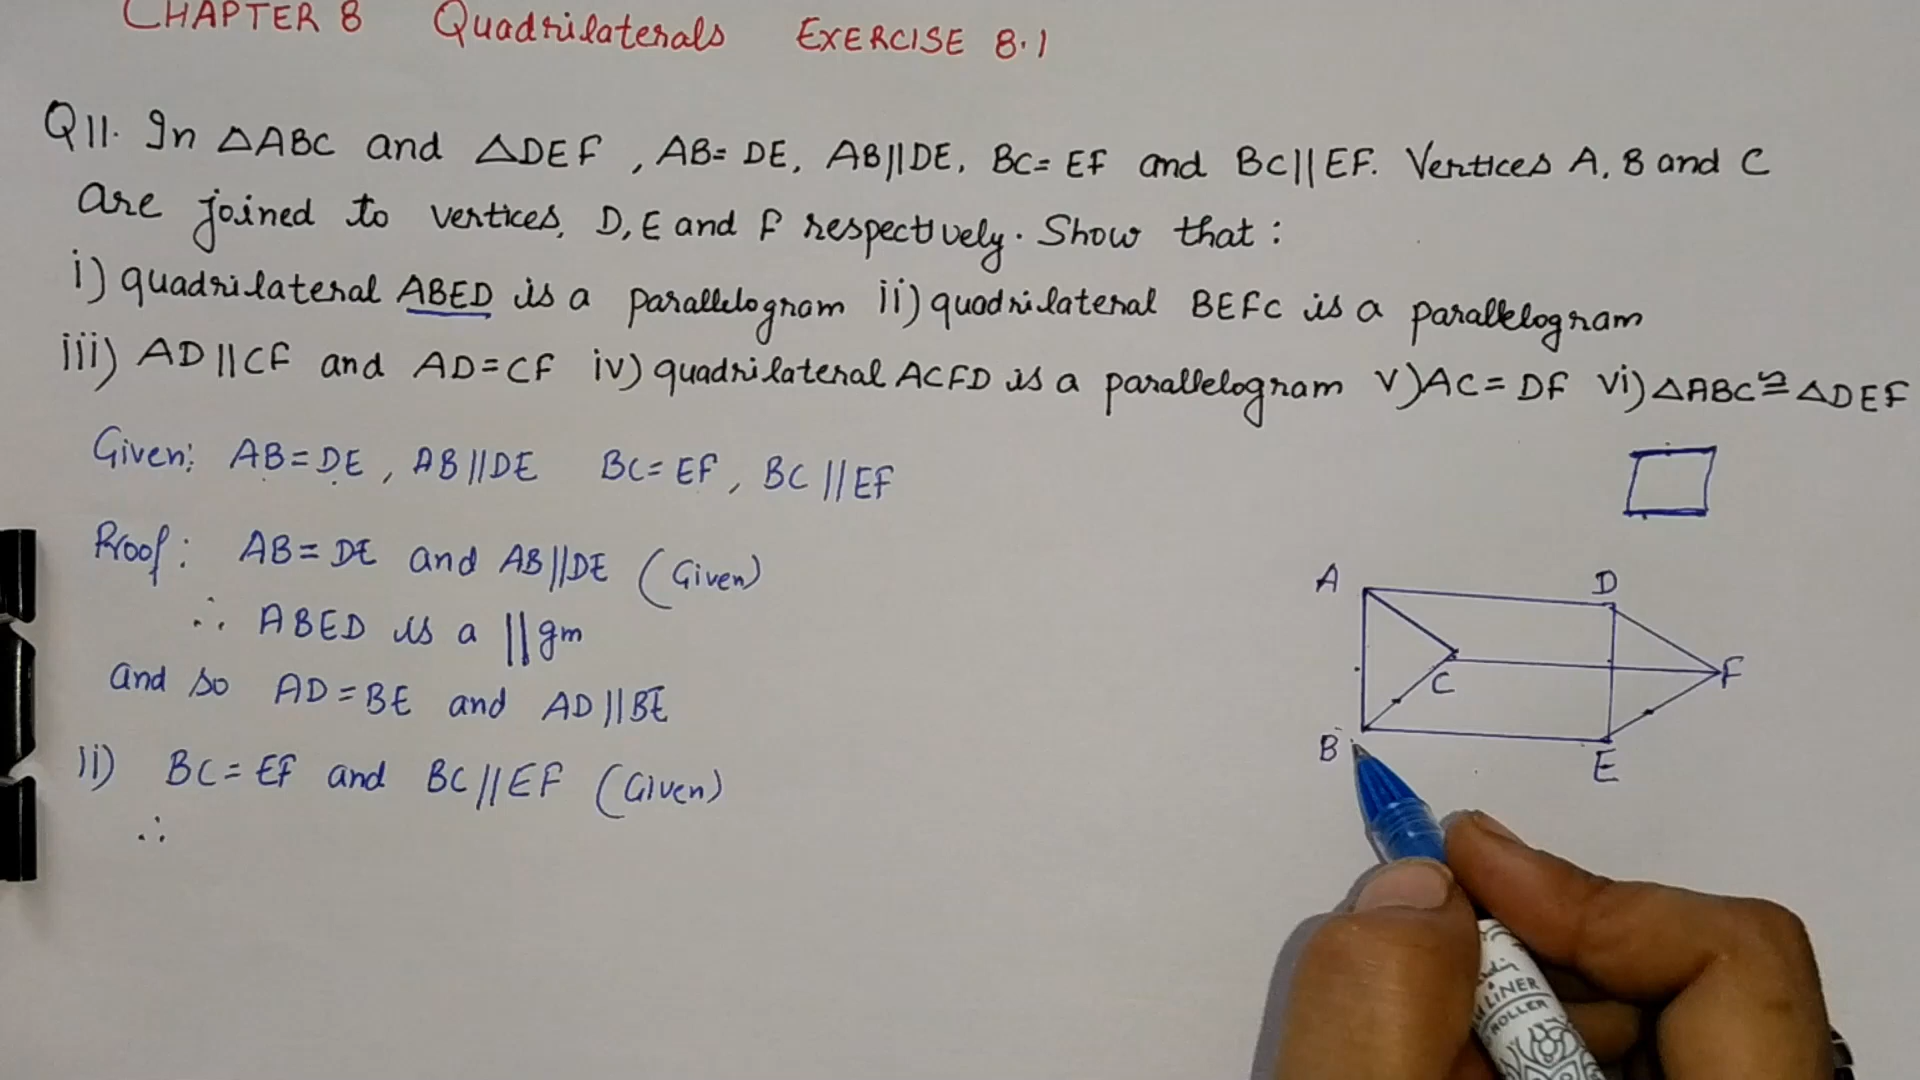 CHAPTER 8 Quadrilaterals EXERCISE 8.1
Q11. In △ABC and △DEF, AB= DE, AB||DE, BC= EF and BC||EF. Vertices A, B and C
are joined to vertices, D, E and F respectively. Show that :
i) quadrilateral ABED is a parallelogram ii) quadrilateral BEFC is a parallelogram
iii) AD||CF and AD=CF iv) quadrilateral ACFD is a parallelogram v) AC= DF vi) △ABC≅△DEF
Given: AB=DE, AB||DE BC= EF, BC||EF
Proof: AB= DE and AB||DE (Given)
∴ ABED is a ||gm
and so AD=BE and AD||BE
ii) BC= EF and BC||EF (Given)
∴
A
D
C
F
B
E
LINER
ROLLER